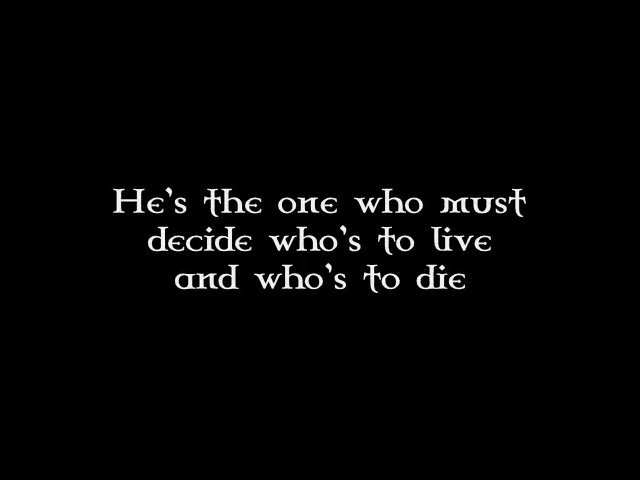 He's the one who must
decide who's to live
and who's to die